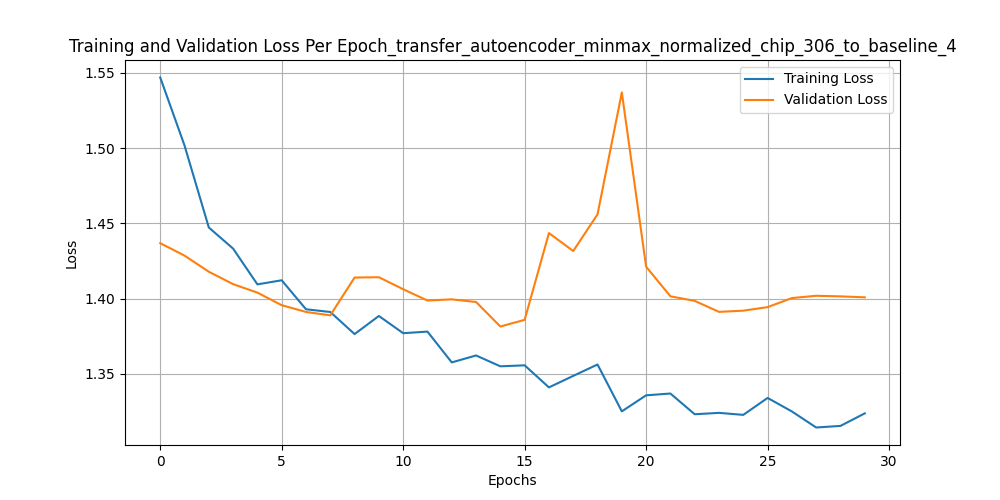 Training and Validation Loss Per Epoch_transfer_autoencoder_minmax_normalized_chip_306_to_baseline_4
Training Loss
Validation Loss
Loss
1.55
1.50
1.45
1.40
1.35
0 5 10 15 20 25 30
Epochs